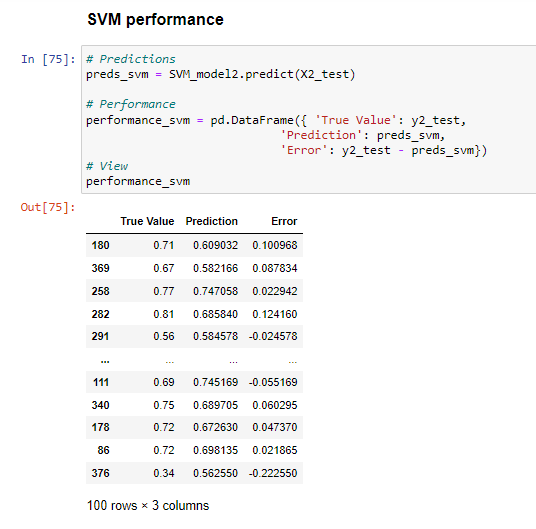 SVM performance
In [75]: # Predictions
preds_svm = SVM_model2.predict(X2_test)
# Performance
performance_svm = pd.DataFrame({ 'True Value': y2_test,
'Prediction': preds_svm,
'Error': y2_test - preds_svm})
# View
performance_svm
Out[75]:
True Value Prediction Error
180 0.71 0.609032 0.100968
369 0.67 0.582166 0.087834
258 0.77 0.747058 0.022942
282 0.81 0.685840 0.124160
291 0.56 0.584578 -0.024578
... ... ... ...
111 0.69 0.745169 -0.055169
340 0.75 0.689705 0.060295
178 0.72 0.672630 0.047370
86 0.72 0.698135 0.021865
376 0.34 0.562550 -0.222550
100 rows × 3 columns